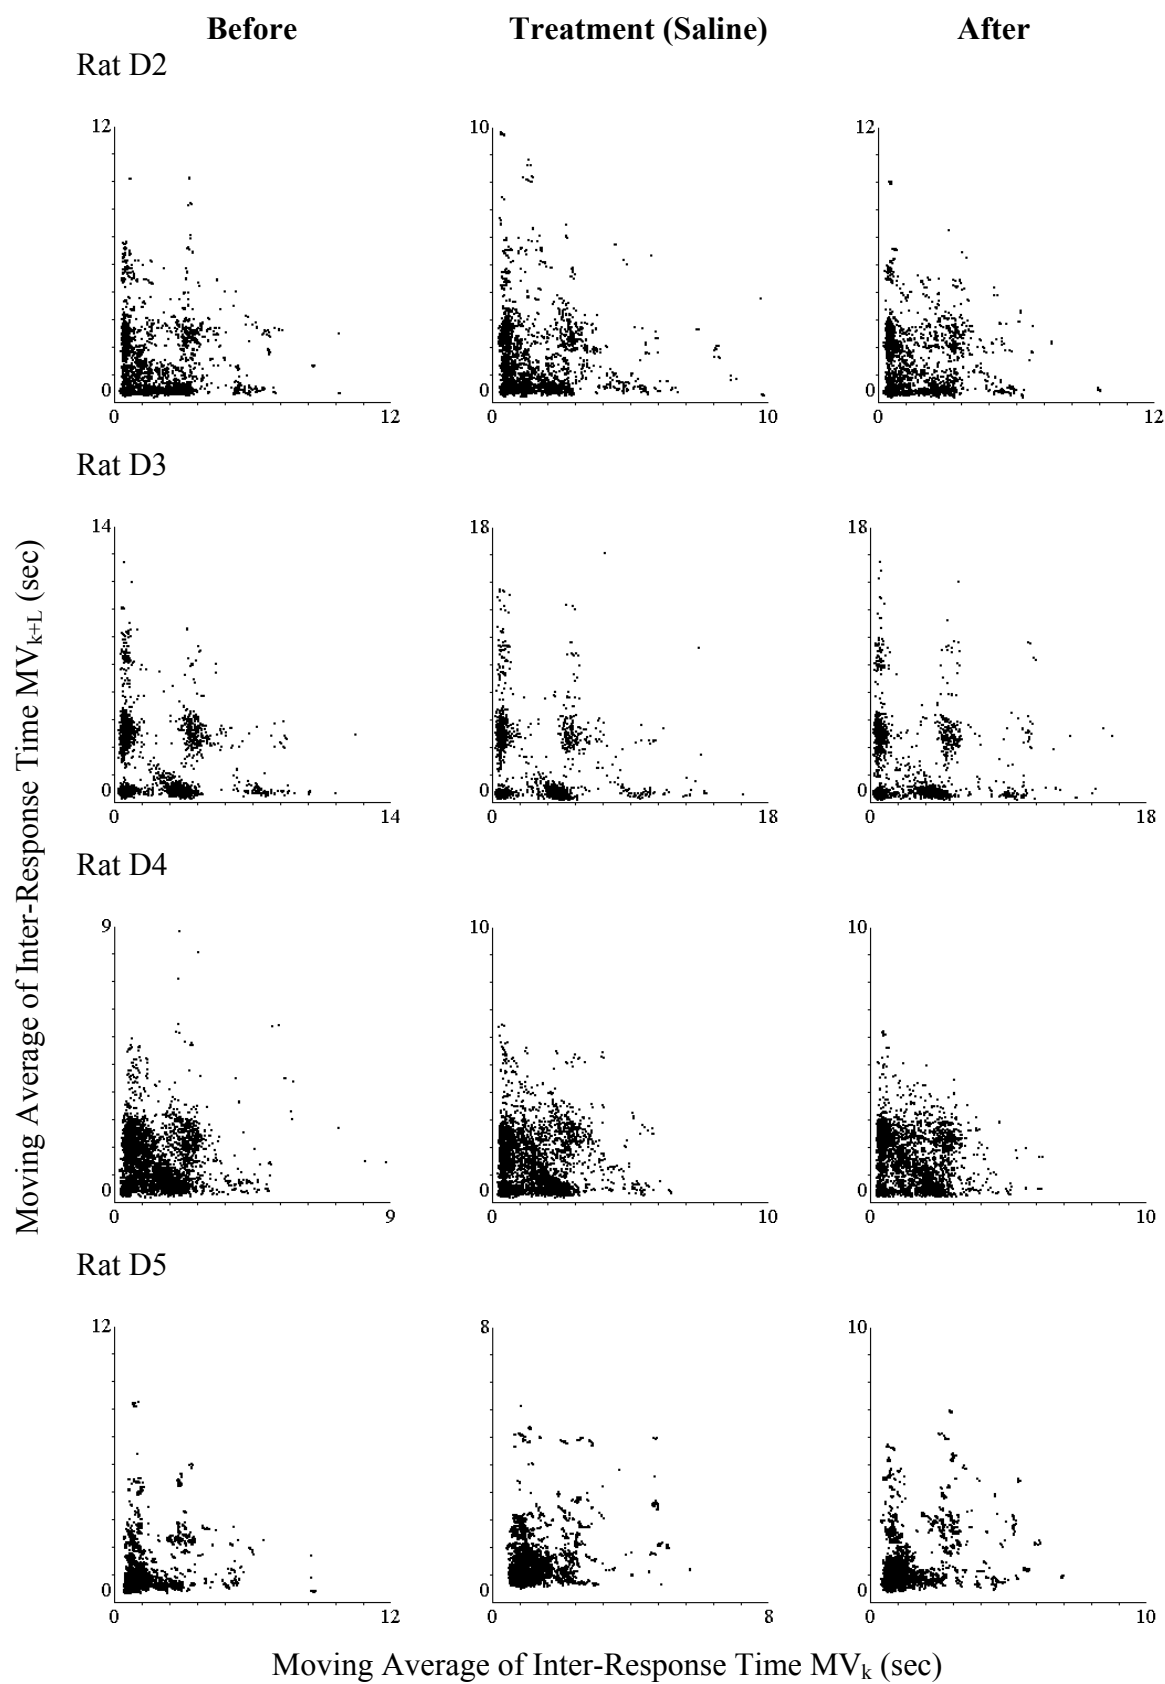 Before Treatment (Saline) After
Rat D2
12 10 12
0 0 0
0 12 0 10 0 12
Rat D3
14 18 18
0 0 0
0 14 0 18 0 18
Rat D4
9 10 10
0 0 0
0 9 0 10 0 10
Rat D5
12 8 10
0 0 0
0 12 0 8 0 10
Moving Average of Inter-Response Time MVk+L (sec)
Moving Average of Inter-Response Time MVk (sec)